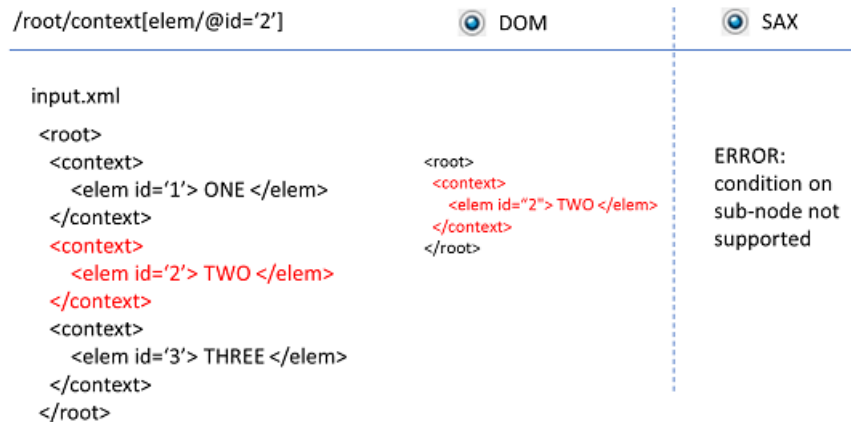 /root/context[elem/@id=‘2’]
DOM
SAX
input.xml
<root>
<context>
<elem id=‘1’> ONE </elem>
</context>
<context>
<elem id=‘2’> TWO </elem>
</context>
<context>
<elem id=‘3’> THREE </elem>
</context>
</root>
<root>
<context>
<elem id=“2"> TWO </elem>
</context>
</root>
ERROR:
condition on
sub-node not
supported